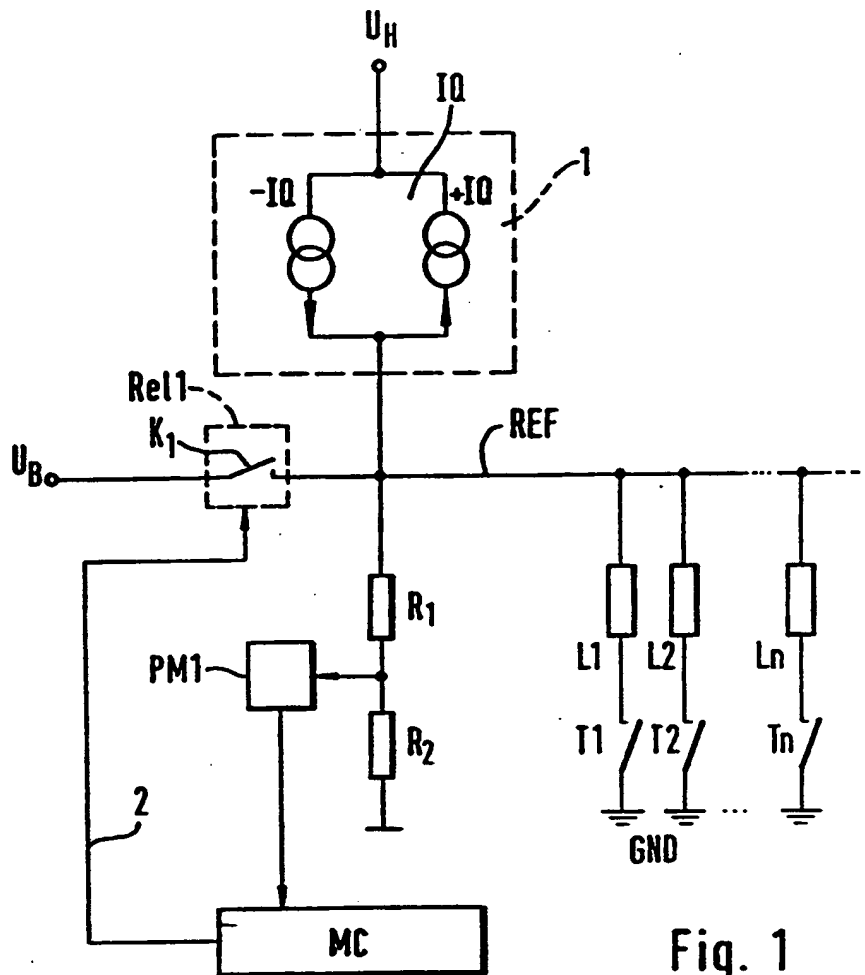 U_H
IQ
1
-IQ +IQ
Rel1
K_1
REF
U_B
R_1
PM1
L1 L2 Ln
R_2
T1 T2 Tn
2
...
GND
MC
Fig. 1